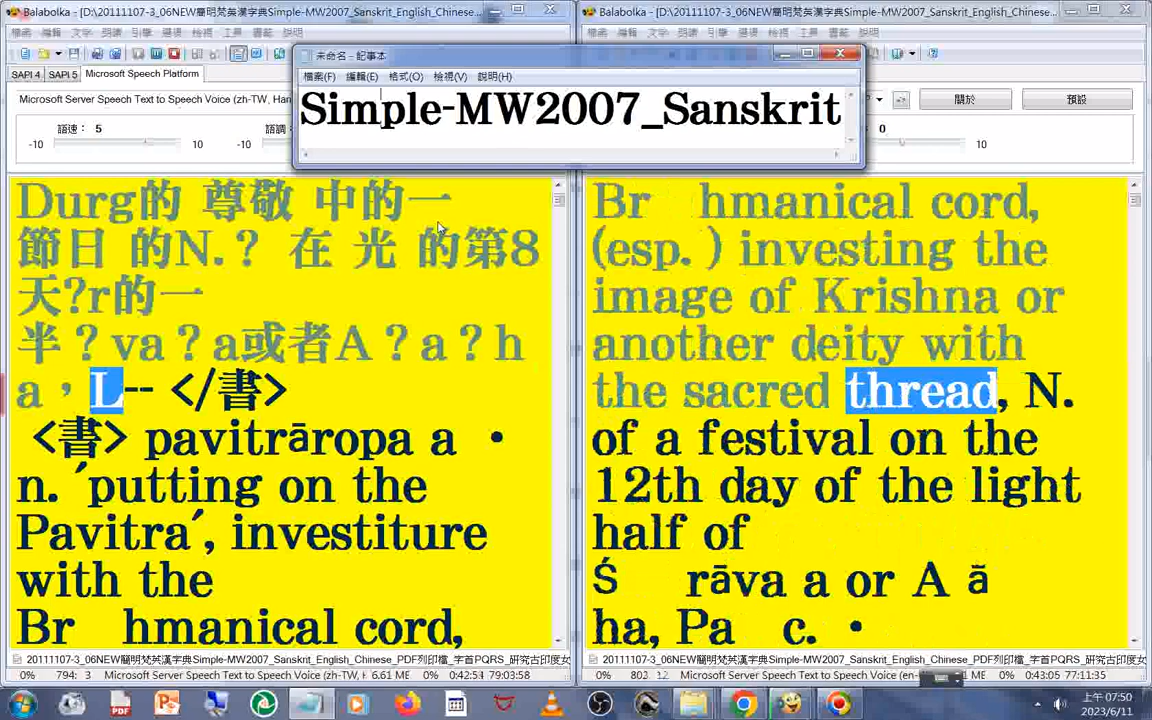 Balabolka - [D:\20111107-3_06NEW簡明梵英漢字典Simple-MW2007_Sanskrit_English_Chinese...
Balabolka - [D:\20111107-3_06NEW簡明梵英漢字典Simple-MW2007_Sanskrit_English_Chinese...
未命名 - 記事本
檔案(F) 編輯(E) 格式(O) 檢視(V) 說明(H)
Simple-MW2007_Sanskrit
SAPI 4 SAPI 5 Microsoft Speech Platform
Microsoft Server Speech Text to Speech Voice (zh-TW, Han
關於 預設
語速： 5
-10 10
語調：
-10
0
10
Durg的 尊敬 中的一
節日 的N.？ 在 光 的第8
天?r的一
半？va？a或者A？a？h
a，L-- </書>
<書> pavitrāropa a •
n. ′putting on the
Pavitra′, investiture
with the
Br hmanical cord,
Br hmanical cord,
(esp. ) investing the
image of Krishna or
another deity with
the sacred thread, N.
of a festival on the
12th day of the light
half of
Ś rāva a or A ā
ha, Pa c. •
20111107-3_06NEW簡明梵英漢字典Simple-MW2007_Sanskrit_English_Chinese_PDF列印檔_字首PQRS_研究古印度女
20111107-3_06NEW簡明梵英漢字典Simple-MW2007_Sanskrit_English_Chinese_PDF列印檔_字首PQRS_研究古印度女
0% 794: 3 Microsoft Server Speech Text to Speech Voice (zh-TW, H 6.61 ME 0% 0:42:53 79:03:58
0% 802 12 Microsoft Server Speech Text to Speech Voice (en- ME 0% 0:43:05 77:11:35
上午 07:50
2023/6/11